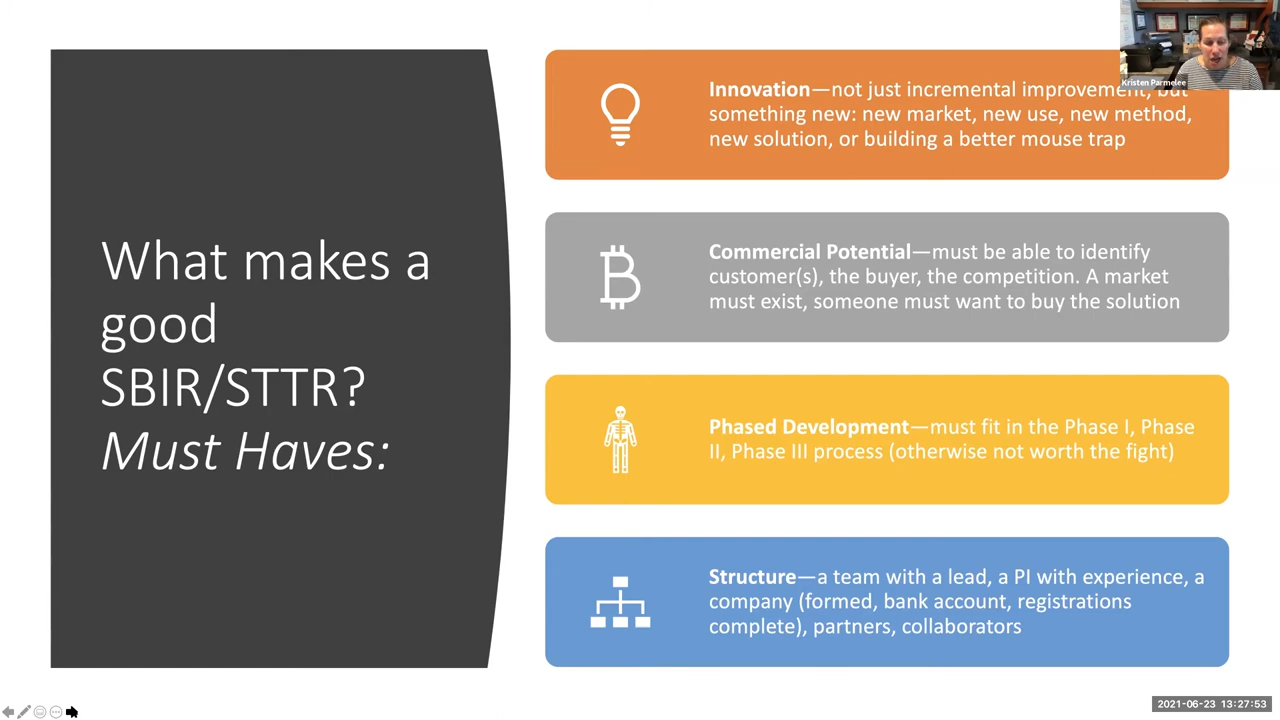 What makes a
good
SBIR/STTR?
Must Haves:
Innovation—not just incremental improvement, but
something new: new market, new use, new method,
new solution, or building a better mouse trap
Commercial Potential—must be able to identify
customer(s), the buyer, the competition. A market
must exist, someone must want to buy the solution
Phased Development—must fit in the Phase I, Phase
II, Phase III process (otherwise not worth the fight)
Structure—a team with a lead, a PI with experience, a
company (formed, bank account, registrations
complete), partners, collaborators
Kristen Parmelee
2021-06-23 13:27:53